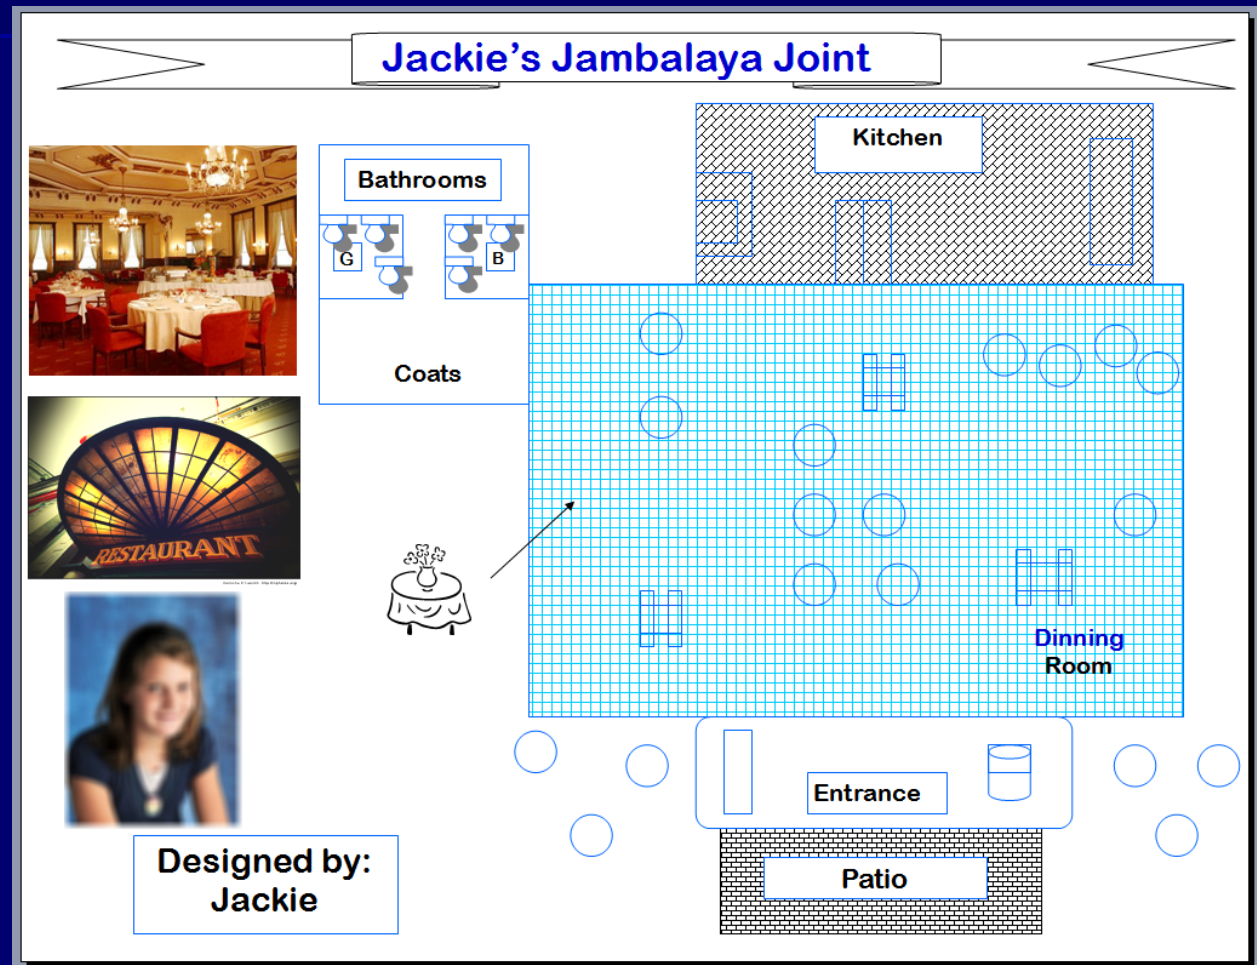 Jackie's Jambalaya Joint
Kitchen
Bathrooms
G
B
Coats
RESTAURANT
Dinning
Room
Entrance
Patio
Designed by:
Jackie